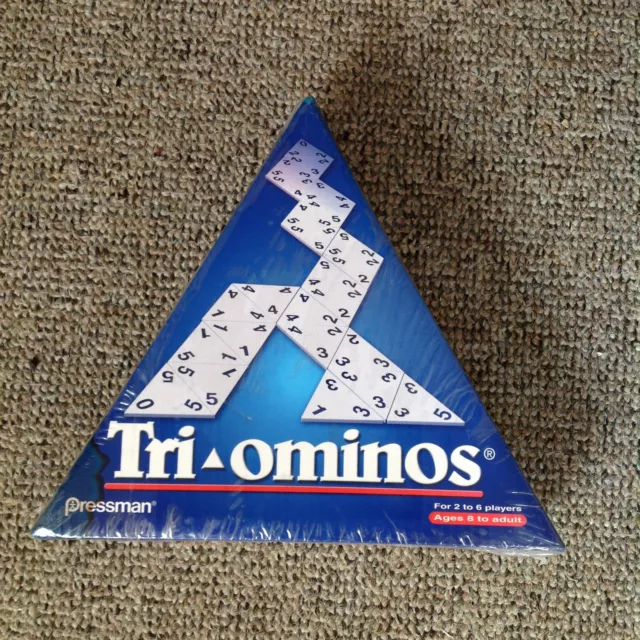 Tri▲ominos®
pressman®
For 2 to 6 players
Ages 8 to adult